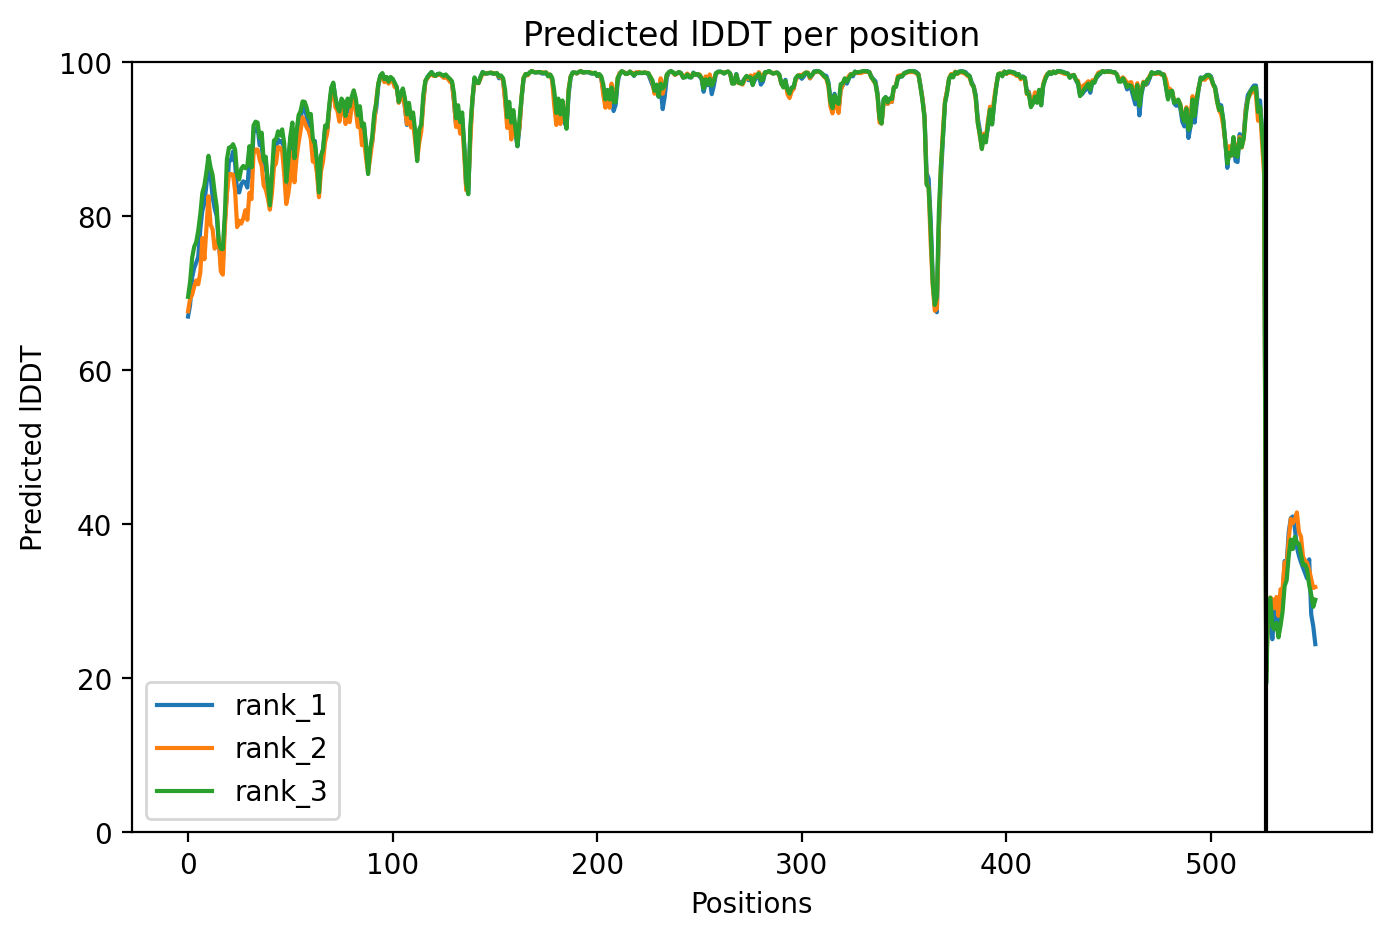 Predicted lDDT per position
Predicted lDDT
100
80
60
40
20
0
rank_1
rank_2
rank_3
0 100 200 300 400 500
Positions